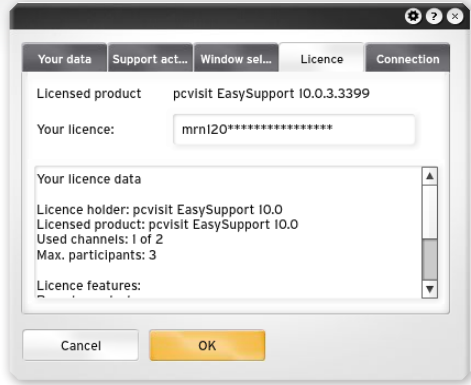 Your data Support act... Window sel... Licence Connection
Licensed product pcvisit EasySupport 10.0.3.3399
Your licence: mrn120****************
Your licence data
Licence holder: pcvisit EasySupport 10.0
Licensed product: pcvisit EasySupport 10.0
Used channels: 1 of 2
Max. participants: 3
Licence features:
Cancel OK